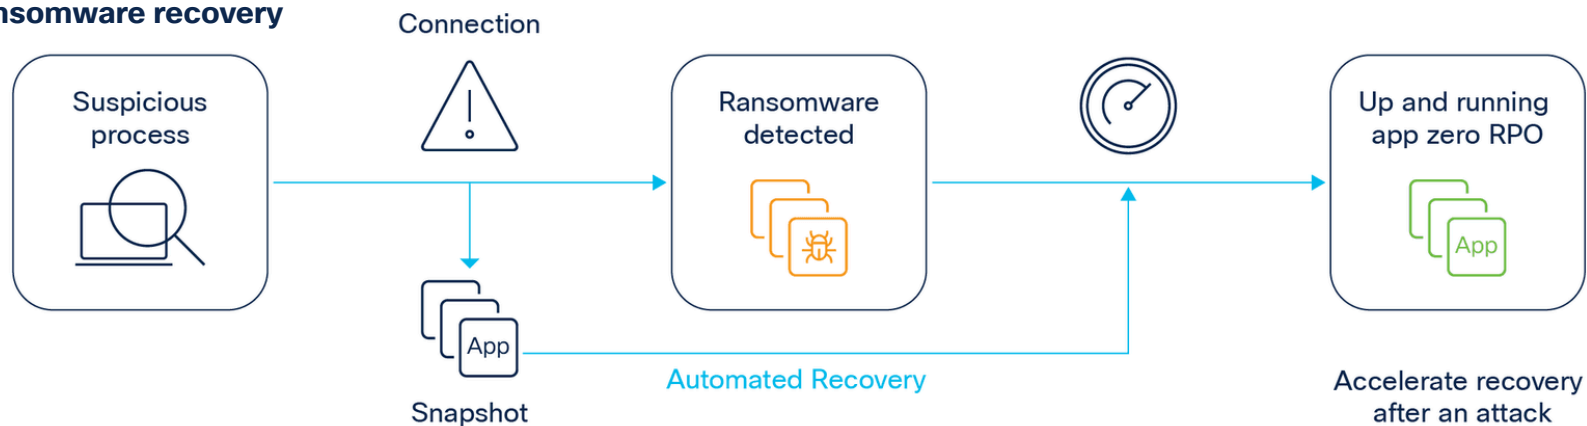 nsomware recovery
Connection
Suspicious
process
Ransomware
detected
Up and running
app zero RPO
App
App
Automated Recovery
Snapshot
Accelerate recovery
after an attack